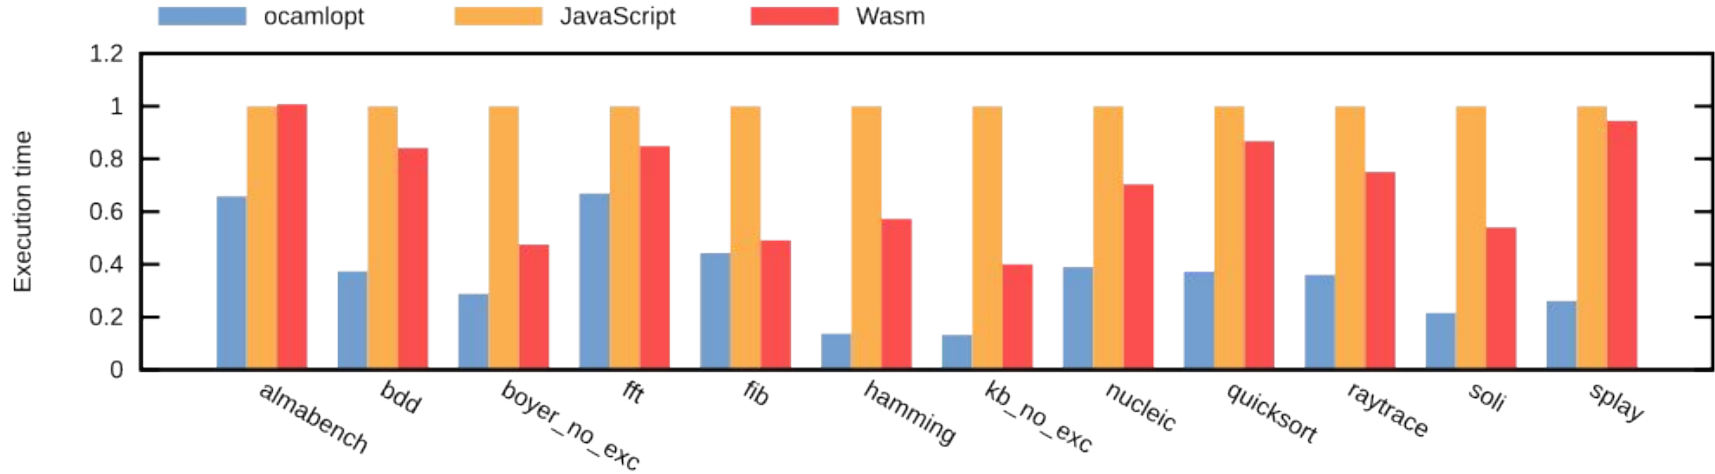 ocamlopt JavaScript Wasm
1.2
1
0.8
0.6
0.4
0.2
0
Execution time
almabench bdd boyer_no_exc fft fib hamming kb_no_exc nucleic quicksort raytrace soli splay